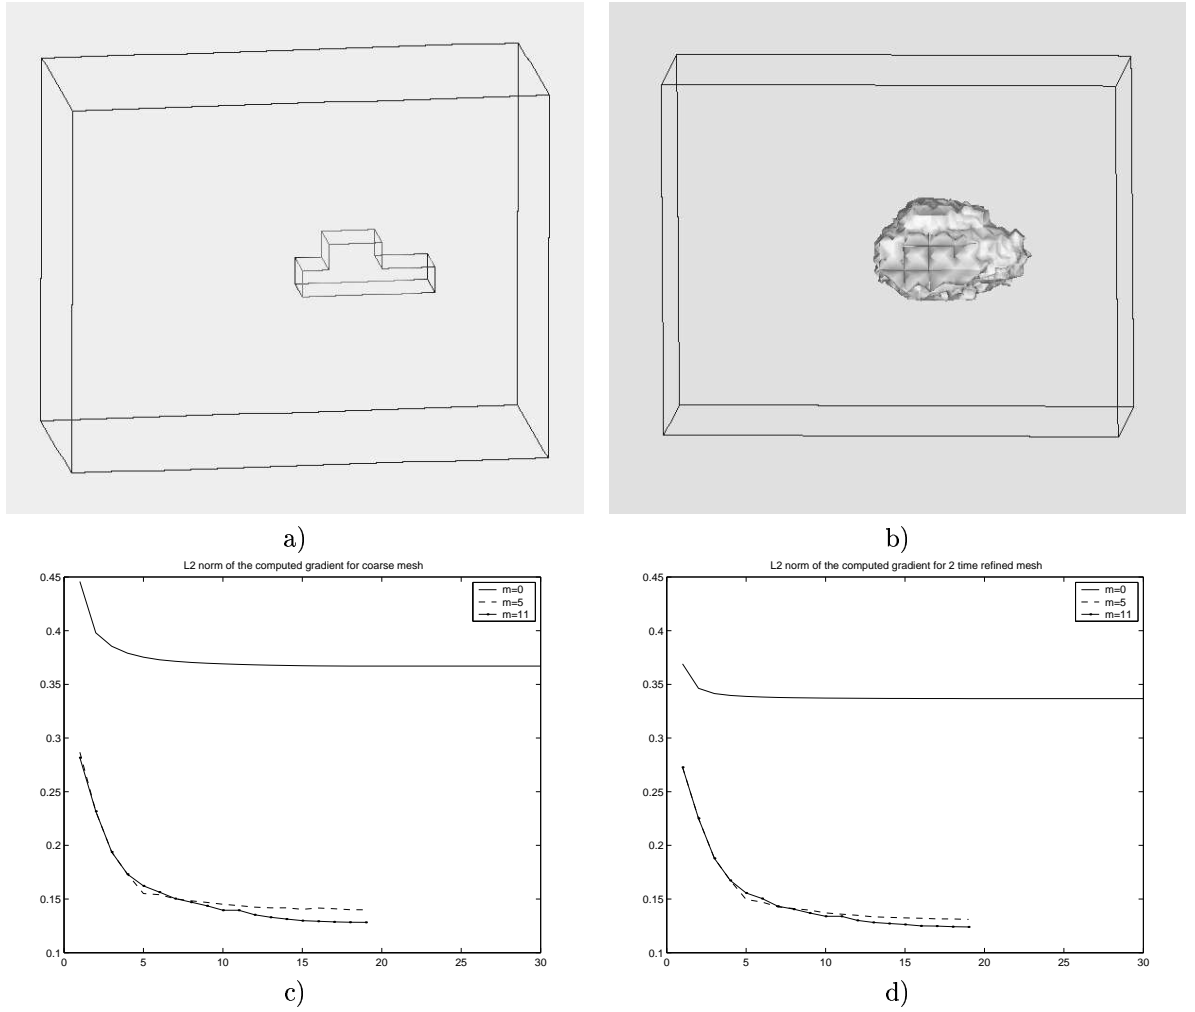 a)
b)
L2 norm of the computed gradient for coarse mesh
0.45
0.4
0.35
0.3
0.25
0.2
0.15
0.1
0 5 10 15 20 25 30
m=0
m=5
m=11
c)
L2 norm of the computed gradient for 2 time refined mesh
0.45
0.4
0.35
0.3
0.25
0.2
0.15
0.1
0 5 10 15 20 25 30
m=0
m=5
m=11
d)